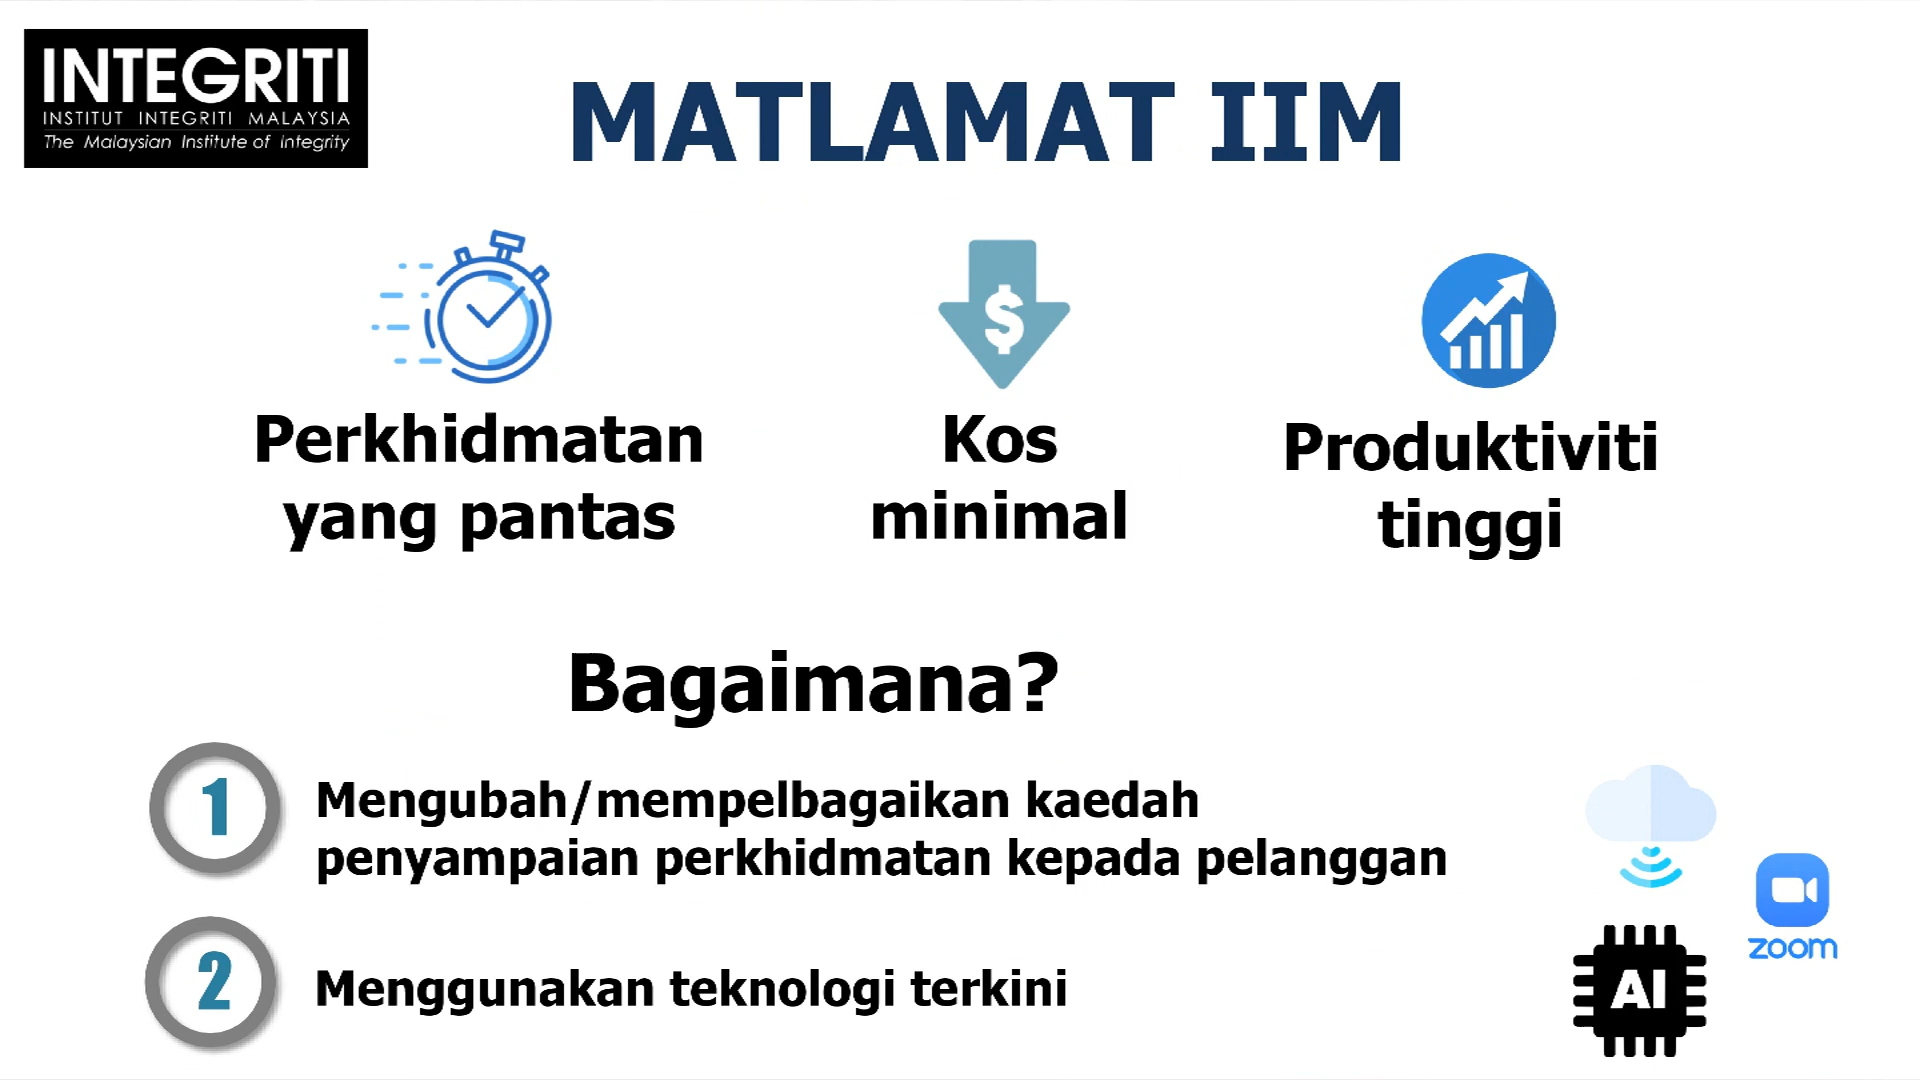 INTEGRITI
INSTITUT INTEGRITI MALAYSIA
The Malaysian Institute of Integrity
MATLAMAT IIM
$
Perkhidmatan
yang pantas
Kos
minimal
Produktiviti
tinggi
Bagaimana?
1
Mengubah/mempelbagaikan kaedah
penyampaian perkhidmatan kepada pelanggan
zoom
2
Menggunakan teknologi terkini
AI